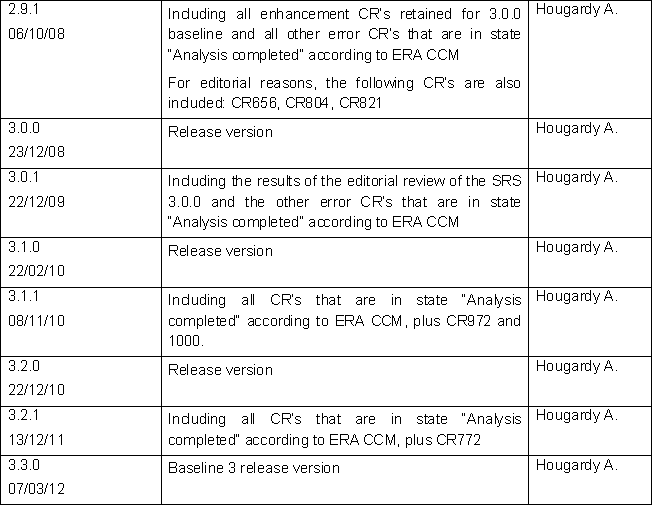 2.9.1
06/10/08
Including all enhancement CR's retained for 3.0.0
baseline and all other error CR's that are in state
"Analysis completed" according to ERA CCM
For editorial reasons, the following CR's are also
included: CR656, CR804, CR821
Hougardy A.
3.0.0
23/12/08
Release version
Hougardy A.
3.0.1
22/12/09
Including the results of the editorial review of the SRS
3.0.0 and the other error CR's that are in state
"Analysis completed" according to ERA CCM
Hougardy A.
3.1.0
22/02/10
Release version
Hougardy A.
3.1.1
08/11/10
Including all CR's that are in state "Analysis
completed" according to ERA CCM, plus CR972 and
1000.
Hougardy A.
3.2.0
22/12/10
Release version
Hougardy A.
3.2.1
13/12/11
Including all CR's that are in state "Analysis
completed" according to ERA CCM, plus CR772
Hougardy A.
3.3.0
07/03/12
Baseline 3 release version
Hougardy A.